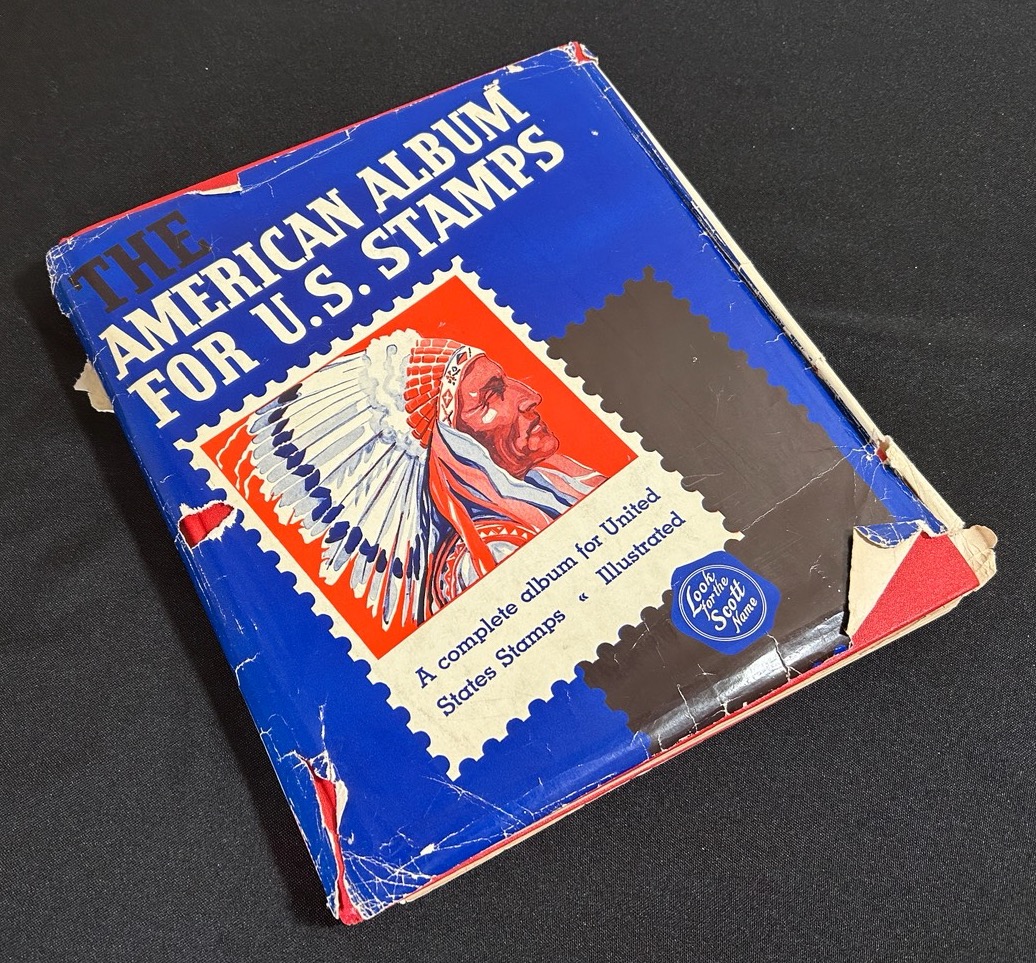 THE
AMERICAN ALBUM
FOR U.S. STAMPS
A complete album for United
States Stamps « Illustrated
Look
for the
Scott
Name